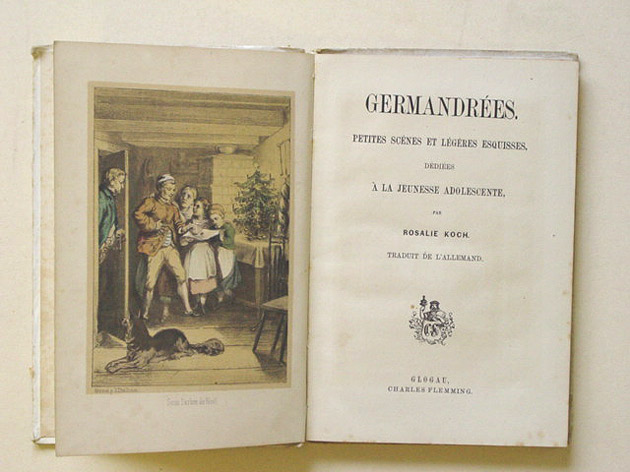 GERMANDRÉES.
PETITES SCÈNES ET LÉGÈRES ESQUISSES,
DÉDIÉES
À LA JEUNESSE ADOLESCENTE,
PAR
ROSALIE KOCH.
TRADUIT DE L'ALLEMAND.
GLOGAU,
CHARLES FLEMMING.